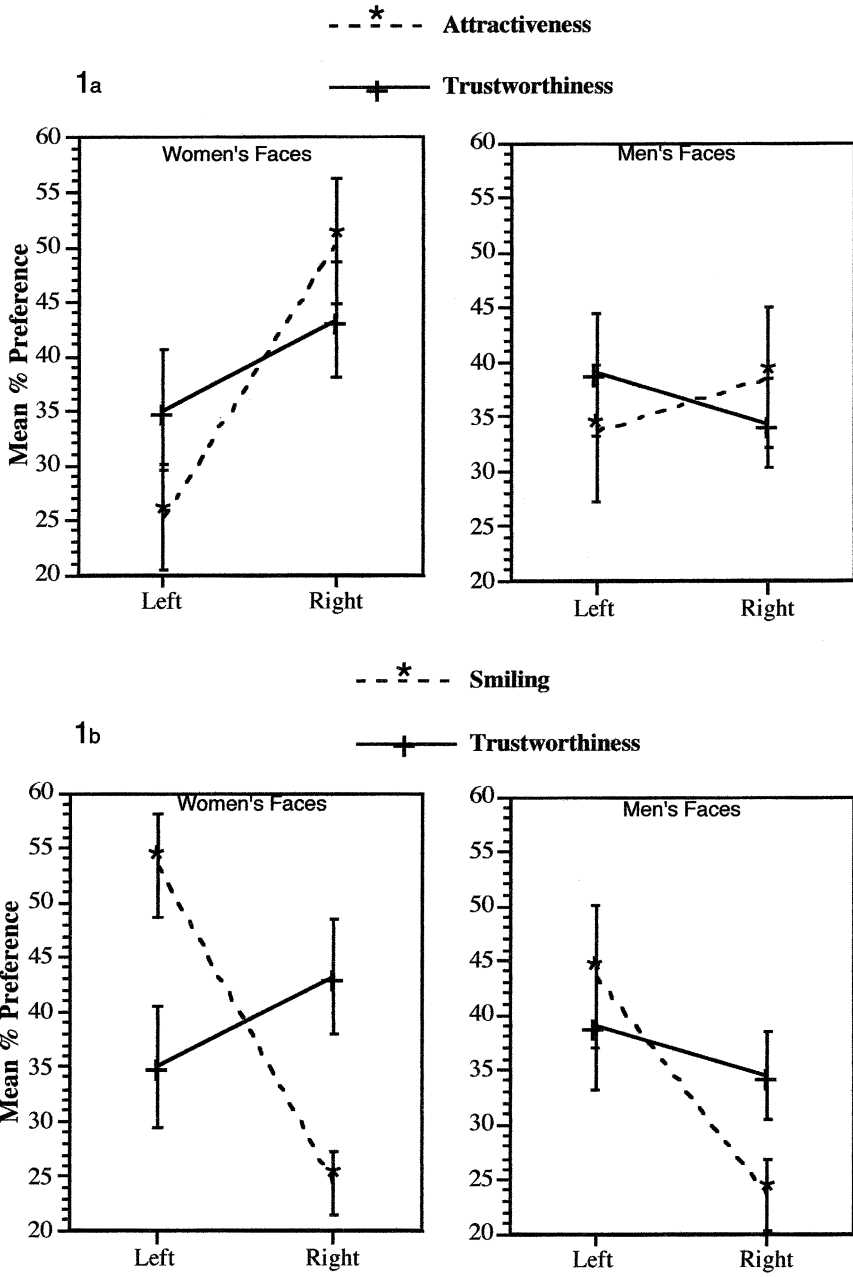 Attractiveness
1a
Trustworthiness
Women's Faces
Men's Faces
Mean % Preference
60
55
50
45
40
35
30
25
20
Left Right
60
55
50
45
40
35
30
25
20
Left Right
Smiling
1b
Trustworthiness
Women's Faces
Men's Faces
Mean % Preference
60
55
50
45
40
35
30
25
20
Left Right
60
55
50
45
40
35
30
25
20
Left Right